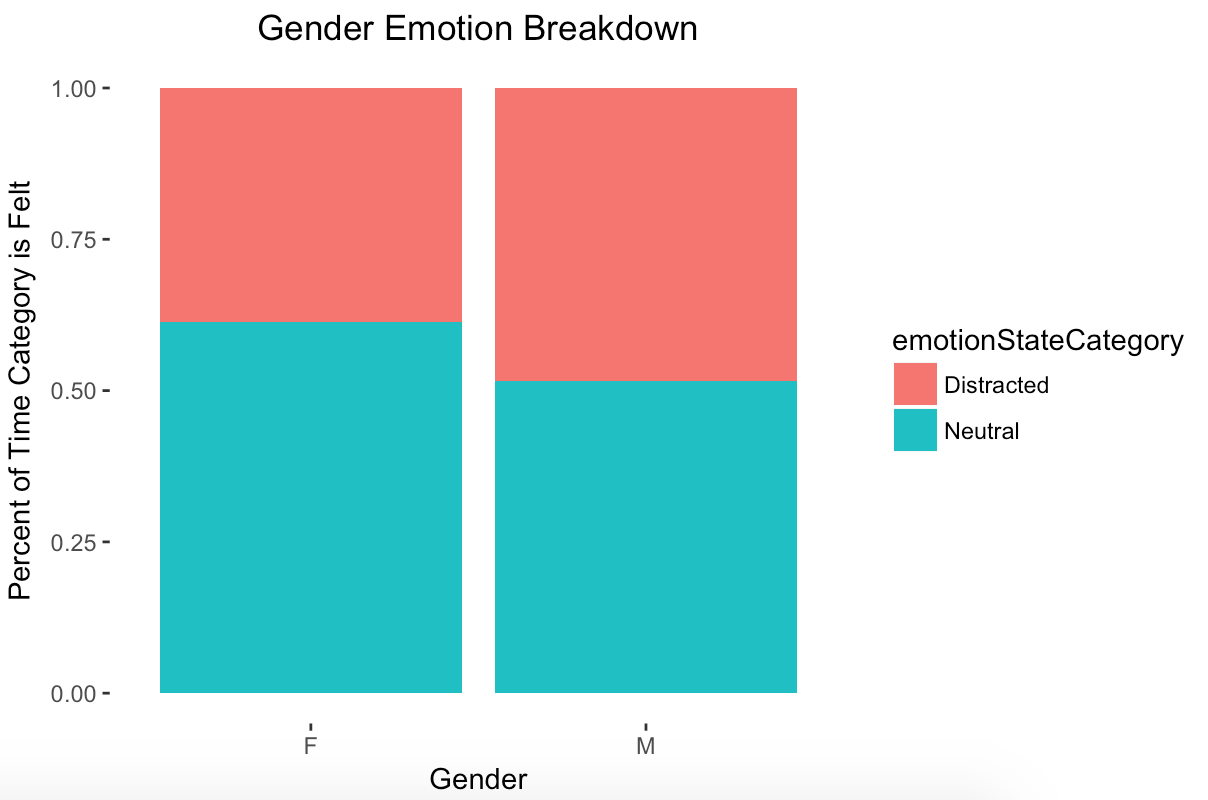 Gender Emotion Breakdown
Percent of Time Category is Felt
1.00
0.75
0.50
0.25
0.00
F
M
Gender
emotionStateCategory
Distracted
Neutral